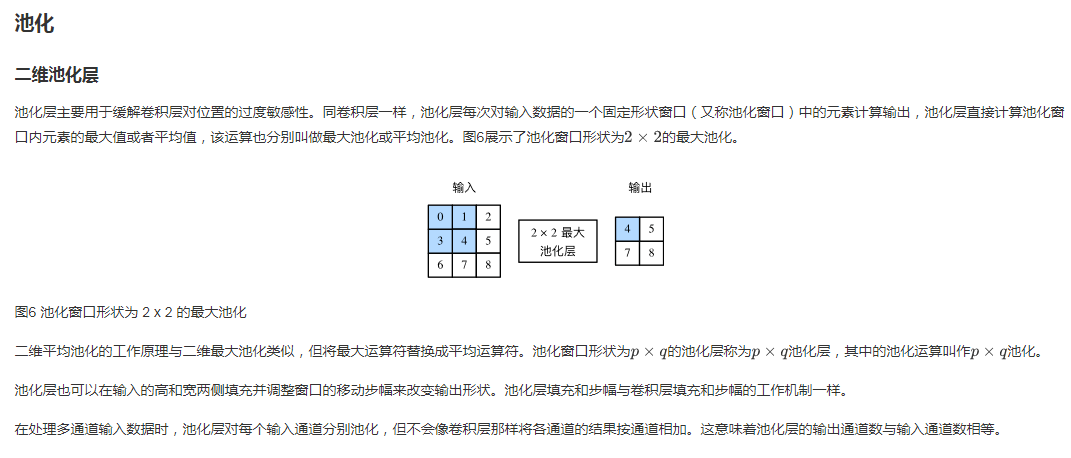 池化
二维池化层
池化层主要用于缓解卷积层对位置的过度敏感性。同卷积层一样，池化层每次对输入数据的一个固定形状窗口（又称池化窗口）中的元素计算输出，池化层直接计算池化窗
口内元素的最大值或者平均值，该运算也分别叫做最大池化或平均池化。图6展示了池化窗口形状为2 × 2的最大池化。
输入 输出
0 1 2
3 4 5
6 7 8
2 × 2 最大
池化层
4 5
7 8
图6 池化窗口形状为 2 x 2 的最大池化
二维平均池化的工作原理与二维最大池化类似，但将最大运算符替换成平均运算符。池化窗口形状为p × q的池化层称为p × q池化层，其中的池化运算叫作p × q池化。
池化层也可以在输入的高和宽两侧填充并调整窗口的移动步幅来改变输出形状。池化层填充和步幅与卷积层填充和步幅的工作机制一样。
在处理多通道输入数据时，池化层对每个输入通道分别池化，但不会像卷积层那样将各通道的结果按通道相加。这意味着池化层的输出通道数与输入通道数相等。